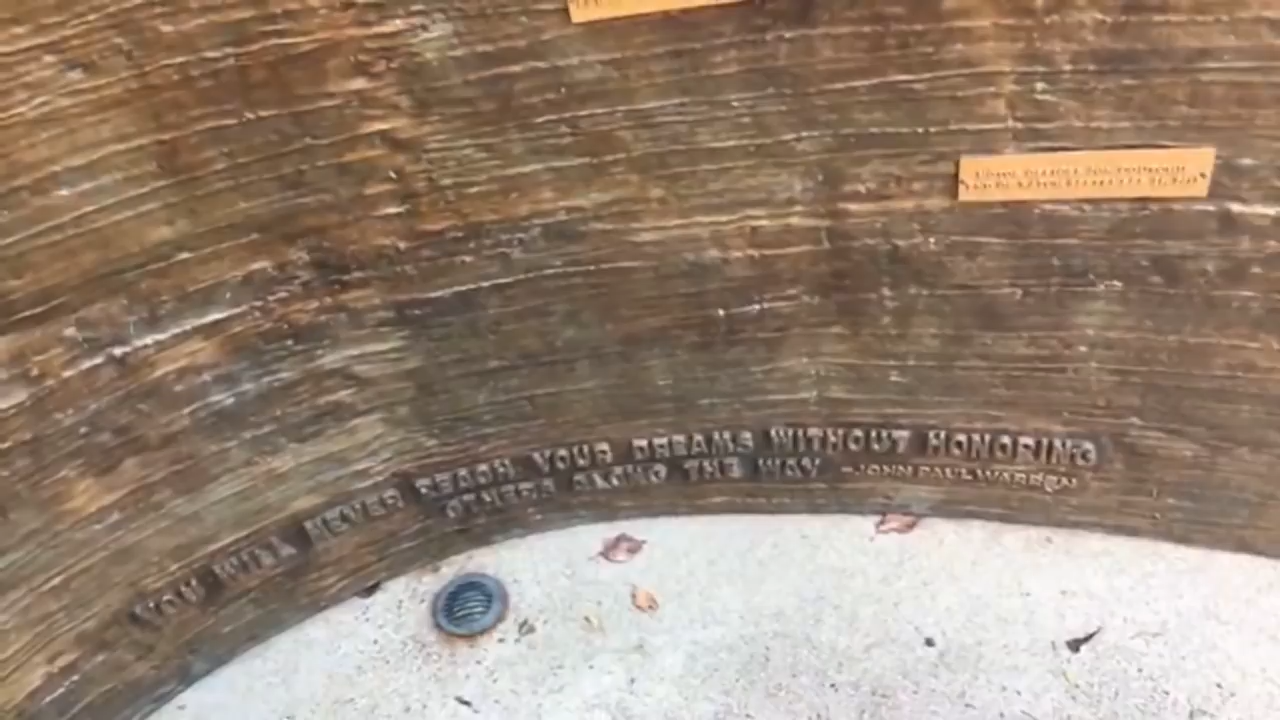 YOU WILL NEVER REACH YOUR DREAMS WITHOUT HONORING
OTHERS ALONG THE WAY -JOHN PAUL WARREN